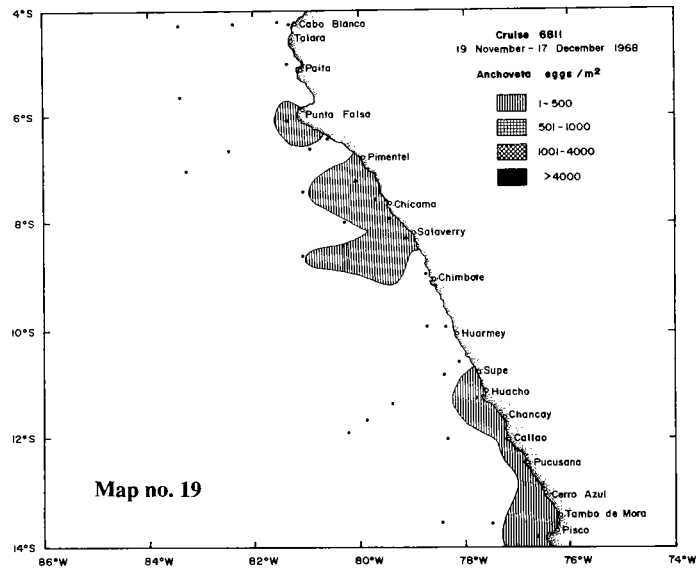 4°S
Cabo Blanca
Talara
Cruise 6811
19 November - 17 December 1968
Paita
Anchoveta eggs / m²
1-500
6°S
Punta Falsa
501-1000
1001-4000
Pimentel
>4000
Chicama
8°S
Salaverry
Chimbote
10°S
Huarmey
Supe
Huacho
Chancay
12°S
Callao
Pucusana
Map no. 19
Cerro Azul
Tambo de Mora
Pisco
14°S
86°W
84°W
82°W
80°W
78°W
76°W
74°W